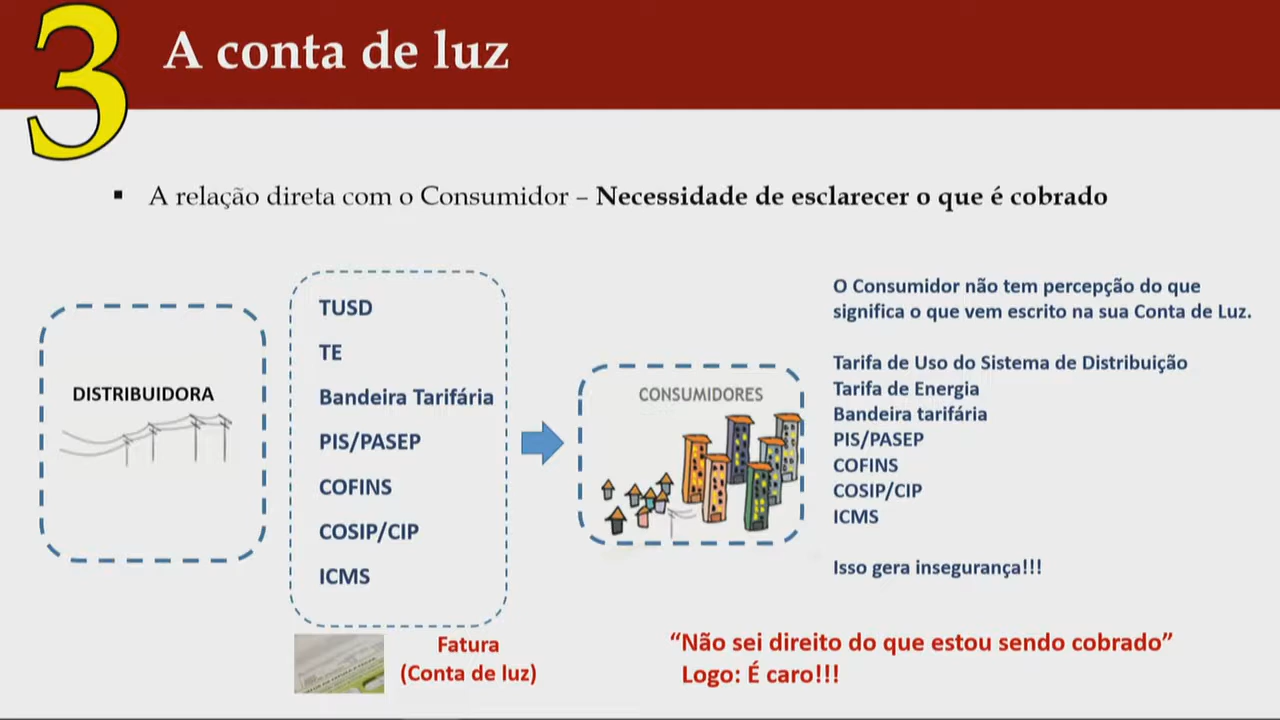 3
A conta de luz
▪ A relação direta com o Consumidor – Necessidade de esclarecer o que é cobrado
DISTRIBUIDORA
TUSD
TE
Bandeira Tarifária
PIS/PASEP
COFINS
COSIP/CIP
ICMS
Fatura
(Conta de luz)
CONSUMIDORES
O Consumidor não tem percepção do que
significa o que vem escrito na sua Conta de Luz.
Tarifa de Uso do Sistema de Distribuição
Tarifa de Energia
Bandeira tarifária
PIS/PASEP
COFINS
COSIP/CIP
ICMS
Isso gera insegurança!!!
“Não sei direito do que estou sendo cobrado”
Logo: É caro!!!